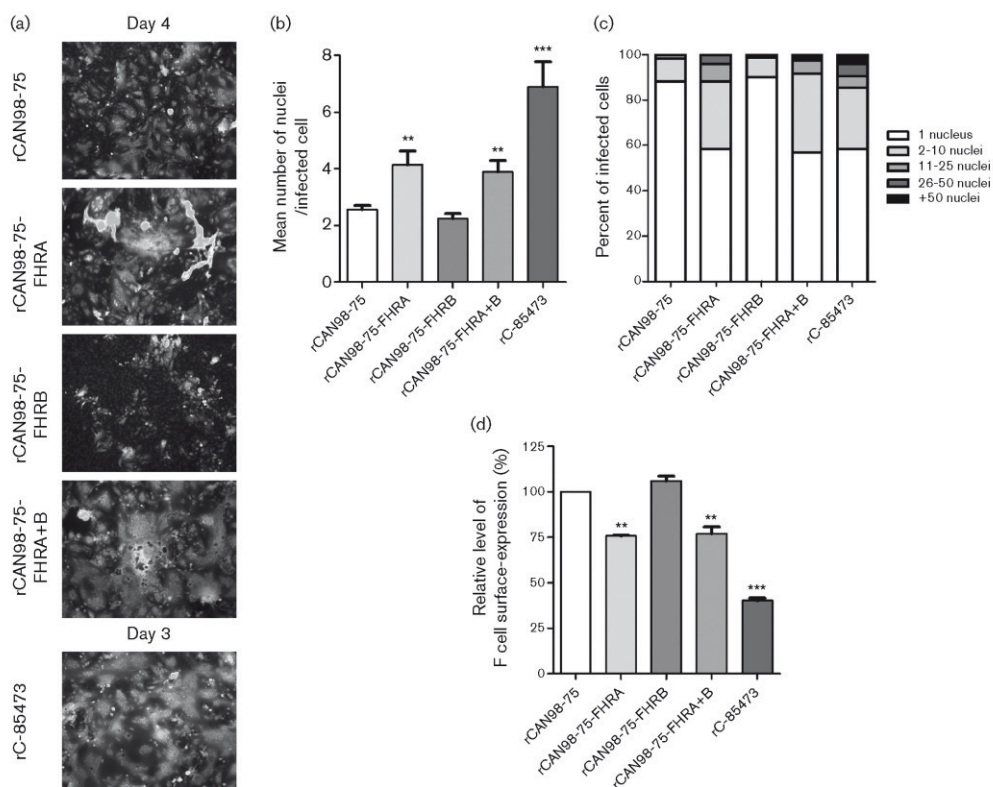 (a)
Day 4
rCAN98-75
rCAN98-75-
FHRA
rCAN98-75-
FHRB
rCAN98-75-
FHRA+B
Day 3
rC-85473
(b)
Mean number of nuclei
/infected cell
8
6
4
2
0
**
**
***
rCAN98-75
rCAN98-75-FHRA
rCAN98-75-FHRB
rCAN98-75-FHRA+B
rC-85473
(c)
Percent of infected cells
100
80
60
40
20
0
rCAN98-75
rCAN98-75-FHRA
rCAN98-75-FHRB
rCAN98-75-FHRA+B
rC-85473
1 nucleus
2-10 nuclei
11-25 nuclei
26-50 nuclei
+50 nuclei
(d)
Relative level of
F cell surface-expression (%)
125
100
75
50
25
0
**
**
***
rCAN98-75
rCAN98-75-FHRA
rCAN98-75-FHRB
rCAN98-75-FHRA+B
rC-85473